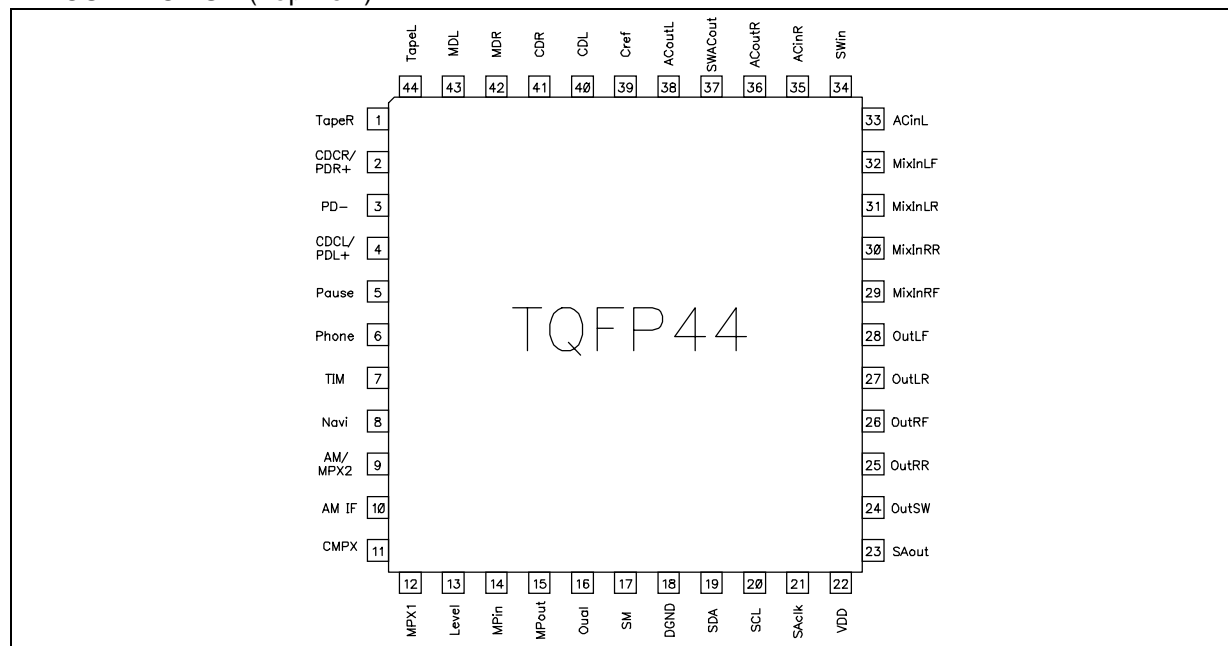 TapeL MDL MDR CDR CDL Cref ACoutL SWACout ACoutR ACinR SWin
44 43 42 41 40 39 38 37 36 35 34
TapeR 1 33 ACinL
CDCR/
PDR+ 2 32 MixInLF
PD- 3 31 MixInLR
CDCL/
PDL+ 4 30 MixInRR
Pause 5 29 MixInRF
Phone 6 28 OutLF
TQFP44
TIM 7 27 OutLR
Navi 8 26 OutRF
AM/
MPX2 9 25 OutRR
AM IF 10 24 OutSW
CMPX 11 23 SAout
12 13 14 15 16 17 18 19 20 21 22
MPX1 Level MPin MPout Oual SM DGND SDA SCL SAclk VDD